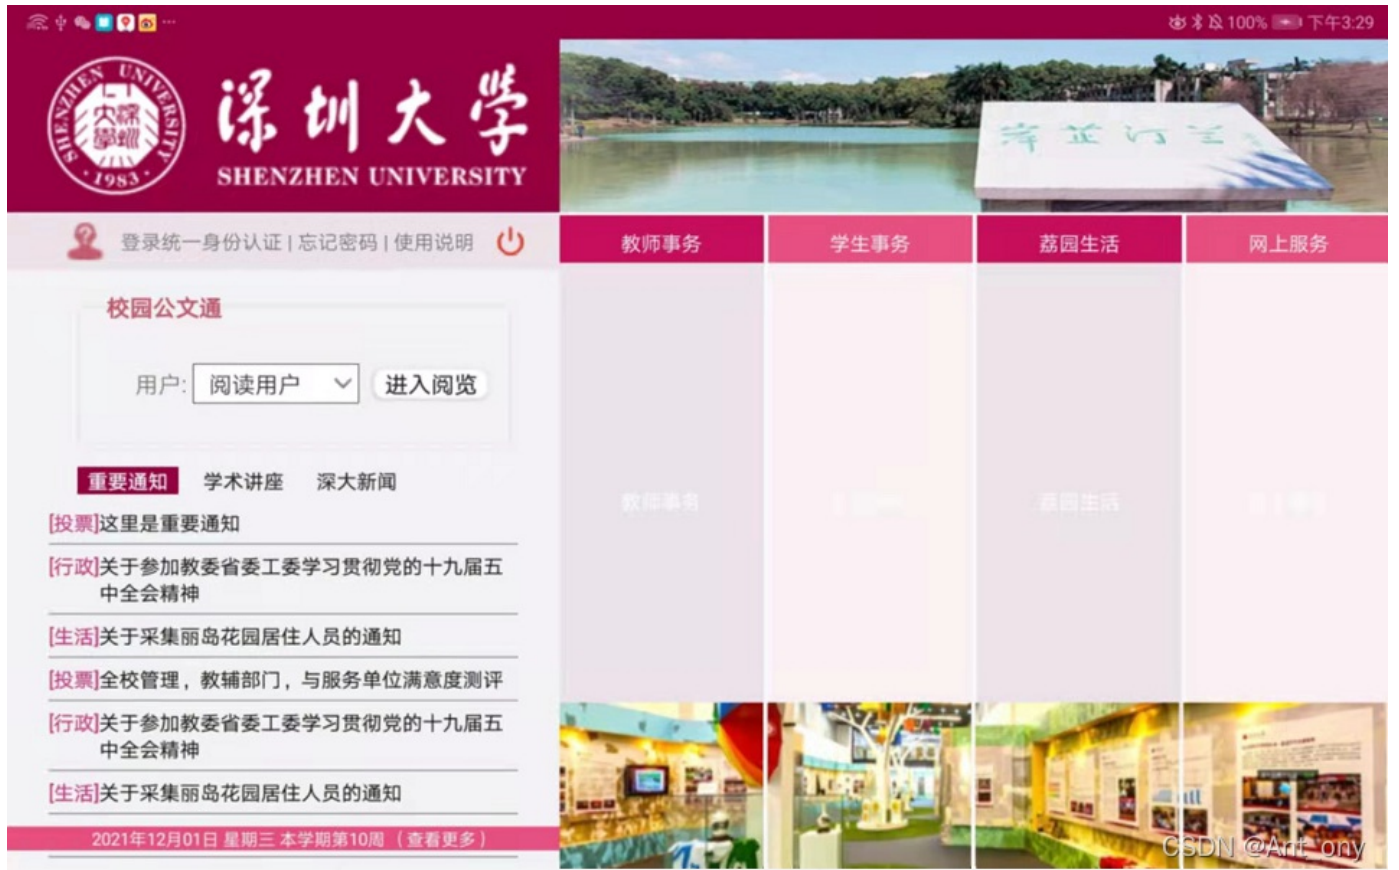 100% 下午3:29
SHENZHEN UNIVERSITY
深圳大學
·1983·
深圳大学
SHENZHEN UNIVERSITY
登录统一身份认证 | 忘记密码 | 使用说明
教师事务
学生事务
荔园生活
网上服务
校园公文通
用户: 阅读用户 进入阅览
教师事务
荔园生活
重要通知 学术讲座 深大新闻
[投票]这里是重要通知
[行政]关于参加教委省委工委学习贯彻党的十九届五
中全会精神
[生活]关于采集丽岛花园居住人员的通知
[投票]全校管理，教辅部门，与服务单位满意度测评
[行政]关于参加教委省委工委学习贯彻党的十九届五
中全会精神
[生活]关于采集丽岛花园居住人员的通知
2021年12月01日 星期三 本学期第10周 （查看更多）
CSDN @Ant_ony